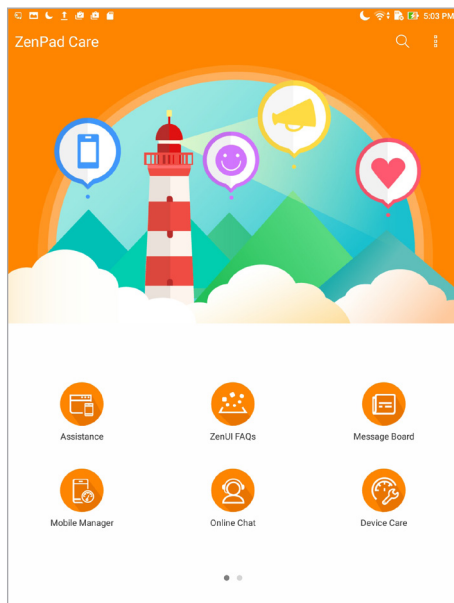 5:03 PM
ZenPad Care
Assistance
ZenUI FAQs
Message Board
Mobile Manager
Online Chat
Device Care